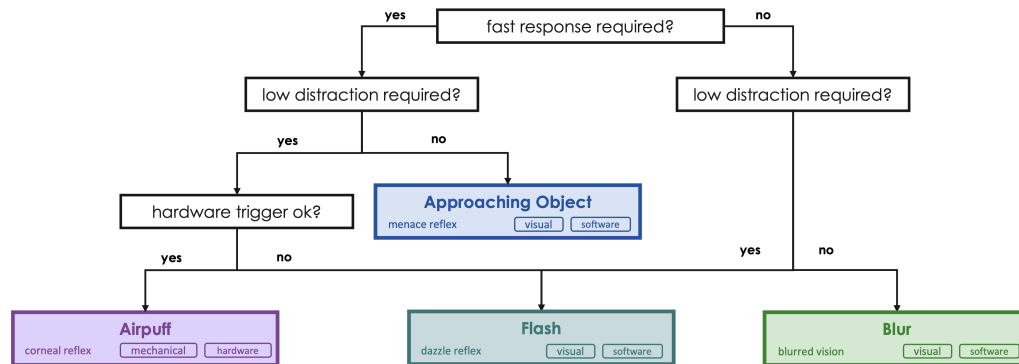 yes
fast response required?
no
low distraction required?
low distraction required?
yes
no
hardware trigger ok?
Approaching Object
menace reflex
visual
software
yes
no
yes
no
Airpuff
corneal reflex
mechanical
hardware
Flash
dazzle reflex
visual
software
Blur
blurred vision
visual
software